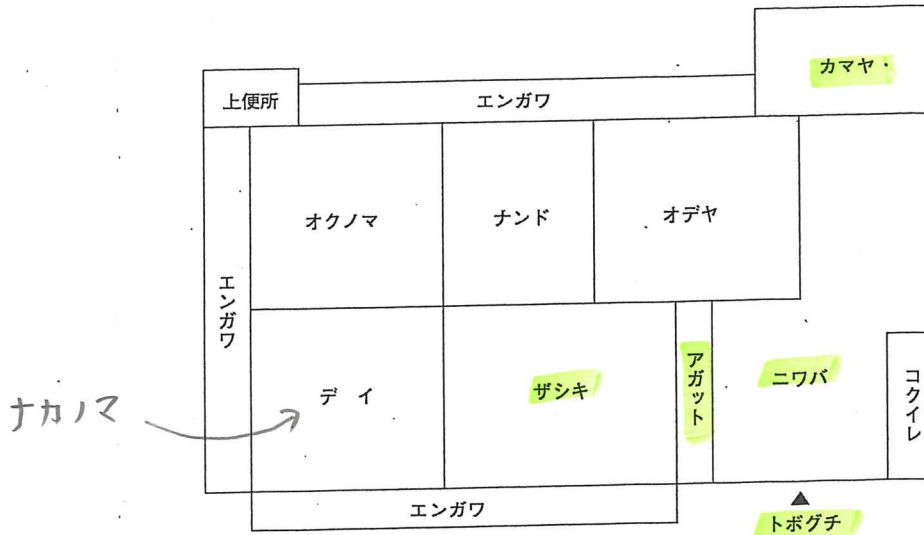 カマヤ・
上便所
エンガワ
オクノマ
ナンド
オデヤ
エンガワ
デイ
ザシキ
アガット
ニワバ
コクイレ
ナカノマ
エンガワ
トボグチ